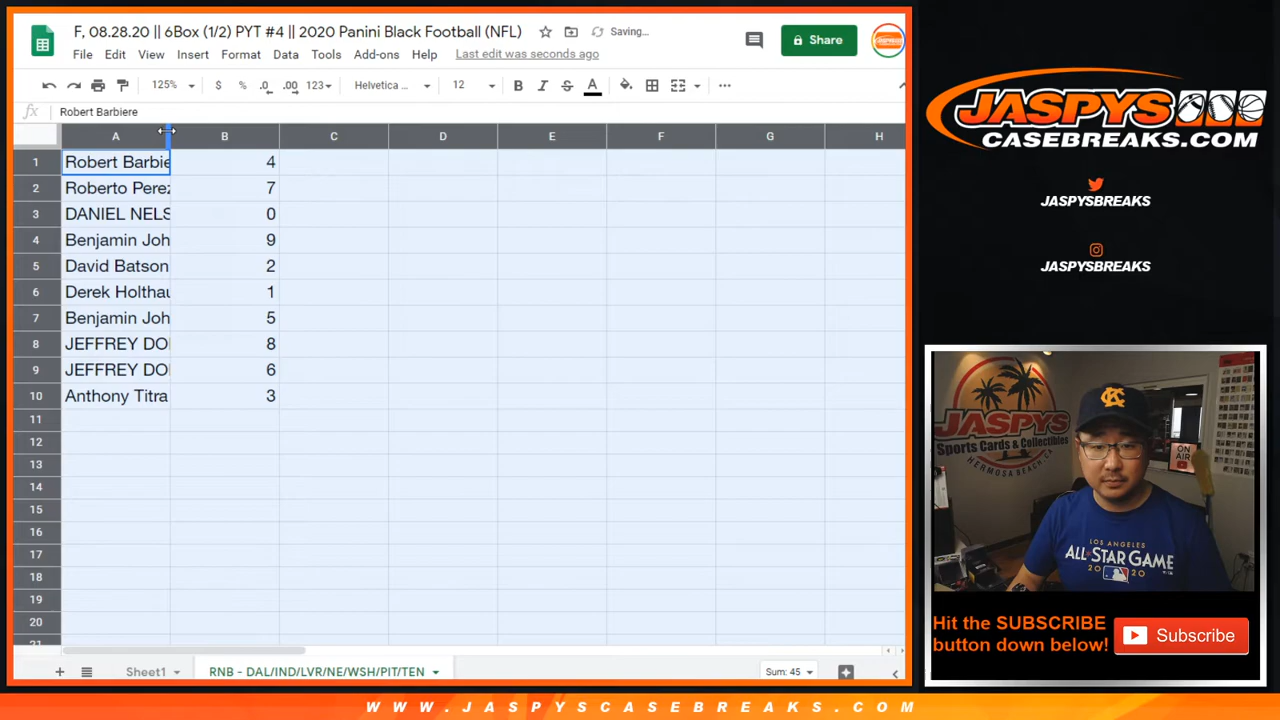 F, 08.28.20 || 6Box (1/2) PYT #4 || 2020 Panini Black Football (NFL)
Saving...
File Edit View Insert Format Data Tools Add-ons Help Last edit was seconds ago
Share
125% $ % .0 .00 123 Helvetica ... 12 B I S A ...
fx Robert Barbiere
A B C D E F G H
1 Robert Barbie 4
2 Roberto Perez 7
3 DANIEL NELS 0
4 Benjamin Joh 9
5 David Batson 2
6 Derek Holthau 1
7 Benjamin Joh 5
8 JEFFREY DO 8
9 JEFFREY DO 6
10 Anthony Titra 3
11
12
13
14
15
16
17
18
19
20
21
+ Sheet1 RNB - DAL/IND/LVR/NE/WSH/PIT/TEN Sum: 45
JASPYS
CASEBREAKS.COM
JASPYSBREAKS
JASPYSBREAKS
JASPYS
Sports Cards & Collectibles
HERMOSA BEACH, CA
ON
AIR
KC
LOS ANGELES
ALL-STAR GAME
2020
Hit the SUBSCRIBE
button down below!
Subscribe
WWW.JASPYSCASEBREAKS.COM